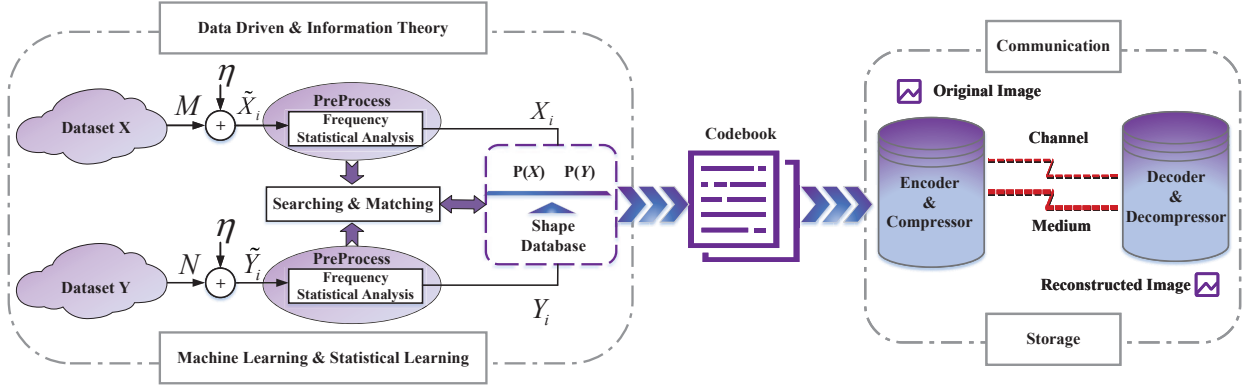 Data Driven & Information Theory
Communication
η
M
X̃ᵢ
Dataset X
+
PreProcess
Frequency
Statistical Analysis
Xᵢ
Original Image
Codebook
P(X) P(Y)
Searching & Matching
Shape
Database
Encoder
&
Compressor
Channel
Medium
Decoder
&
Decompressor
η
N
Ỹᵢ
Dataset Y
+
PreProcess
Frequency
Statistical Analysis
Yᵢ
Reconstructed Image
Machine Learning & Statistical Learning
Storage